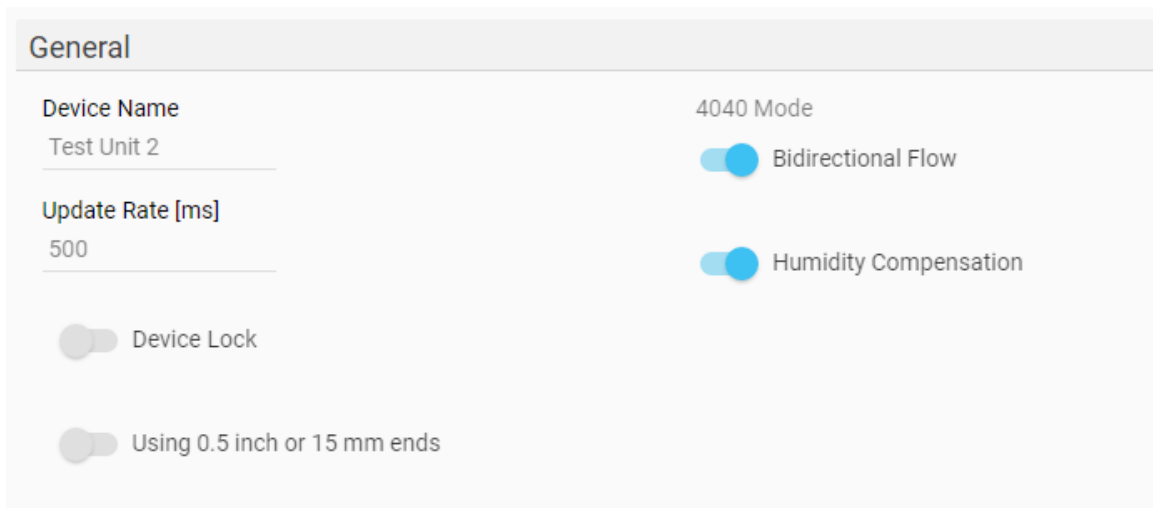 General
Device Name
Test Unit 2
Update Rate [ms]
500
Device Lock
Using 0.5 inch or 15 mm ends
4040 Mode
Bidirectional Flow
Humidity Compensation